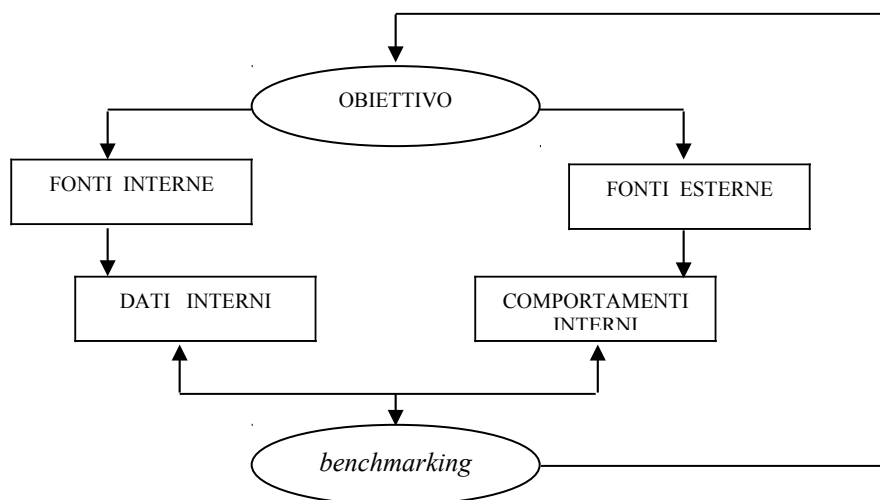 OBIETTIVO
FONTI INTERNE
FONTI ESTERNE
DATI INTERNI
COMPORTAMENTI
INTERNI
benchmarking